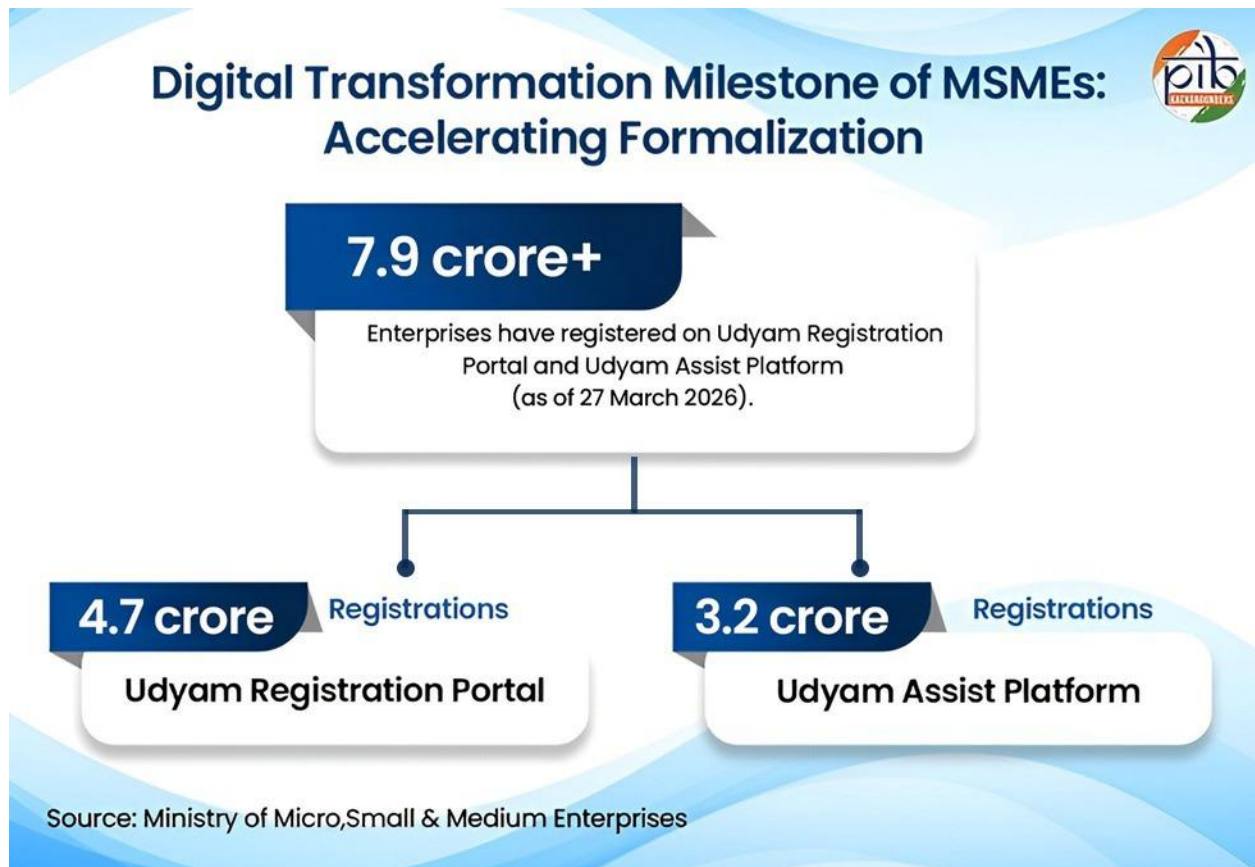 Digital Transformation Milestone of MSMEs:
Accelerating Formalization
pib
BACKGROUNDERS
7.9 crore+
Enterprises have registered on Udyam Registration
Portal and Udyam Assist Platform
(as of 27 March 2026).
4.7 crore
Registrations
Udyam Registration Portal
3.2 crore
Registrations
Udyam Assist Platform
Source: Ministry of Micro,Small & Medium Enterprises